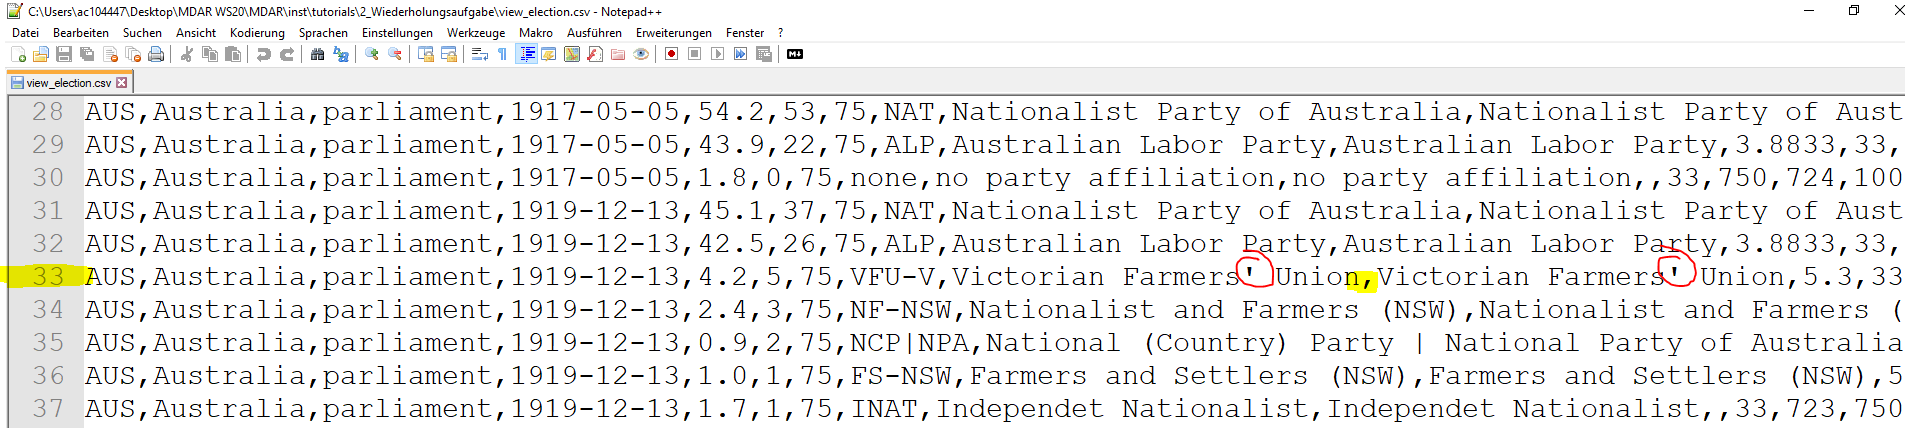 C:\Users\ac104447\Desktop\MDAR WS20\MDAR\inst\tutorials\2_Wiederholungsaufgabe\view_election.csv - Notepad++
Datei Bearbeiten Suchen Ansicht Kodierung Sprachen Einstellungen Werkzeuge Makro Ausführen Erweiterungen Fenster ?
view_election.csv
28 AUS,Australia,parliament,1917-05-05,54.2,53,75,NAT,Nationalist Party of Australia,Nationalist Party of Aust
29 AUS,Australia,parliament,1917-05-05,43.9,22,75,ALP,Australian Labor Party,Australian Labor Party,3.8833,33,
30 AUS,Australia,parliament,1917-05-05,1.8,0,75,none,no party affiliation,no party affiliation,,33,750,724,100
31 AUS,Australia,parliament,1919-12-13,45.1,37,75,NAT,Nationalist Party of Australia,Nationalist Party of Aust
32 AUS,Australia,parliament,1919-12-13,42.5,26,75,ALP,Australian Labor Party,Australian Labor Party,3.8833,33,
33 AUS,Australia,parliament,1919-12-13,4.2,5,75,VFU-V,Victorian Farmers' Union,Victorian Farmers' Union,5.3,33
34 AUS,Australia,parliament,1919-12-13,2.4,3,75,NF-NSW,Nationalist and Farmers (NSW),Nationalist and Farmers (
35 AUS,Australia,parliament,1919-12-13,0.9,2,75,NCP|NPA,National (Country) Party | National Party of Australia
36 AUS,Australia,parliament,1919-12-13,1.0,1,75,FS-NSW,Farmers and Settlers (NSW),Farmers and Settlers (NSW),5
37 AUS,Australia,parliament,1919-12-13,1.7,1,75,INAT,Independet Nationalist,Independet Nationalist,,33,723,750